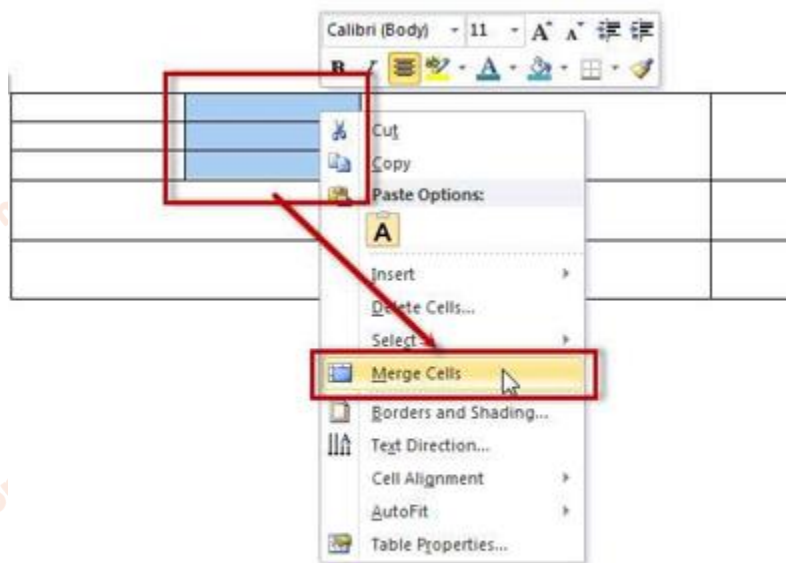 Calibri (Body) 11 A A
B I A
Cut
Copy
Paste Options:
A
Insert
Delete Cells...
Select
Merge Cells
Borders and Shading...
Text Direction...
Cell Alignment
AutoFit
Table Properties...